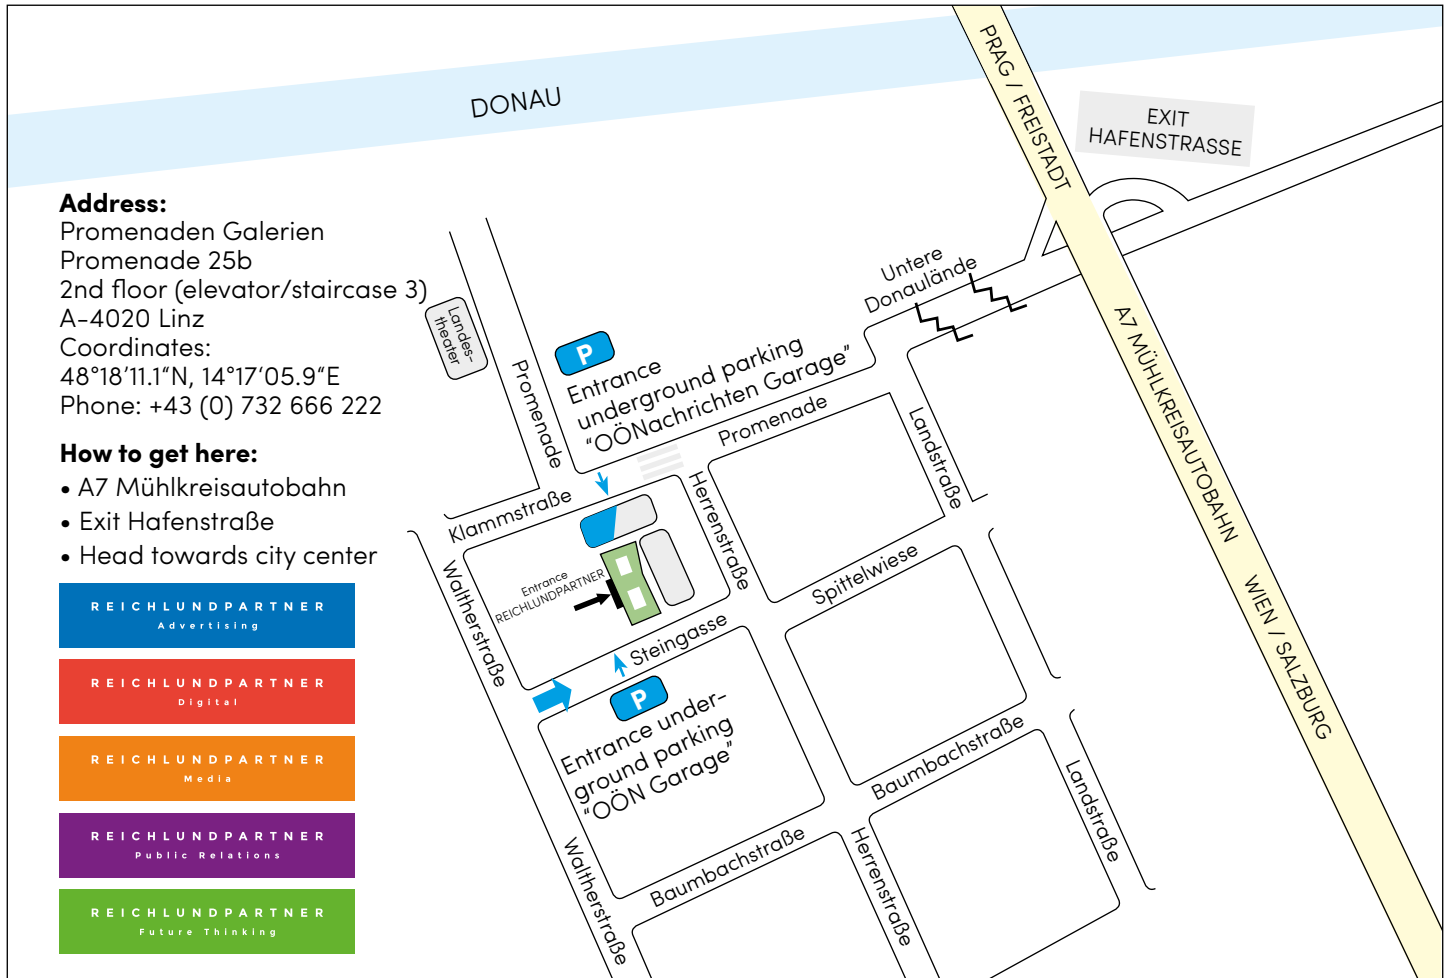 DONAU
PRAG / FREISTADT
EXIT
HAFENSTRASSE
Address:
Promenaden Galerien
Promenade 25b
2nd floor (elevator/staircase 3)
A-4020 Linz
Coordinates:
48°18'11.1"N, 14°17'05.9"E
Phone: +43 (0) 732 666 222
How to get here:
• A7 Mühlkreisautobahn
• Exit Hafenstraße
• Head towards city center
REICHLUNDPARTNER
Advertising
REICHLUNDPARTNER
Digital
REICHLUNDPARTNER
Media
REICHLUNDPARTNER
Public Relations
REICHLUNDPARTNER
Future Thinking
Landes-
theater
Promenade
P
Entrance
underground parking
"OÖNachrichten Garage"
Untere
Donaulände
Promenade
Landstraße
A7 MÜHLKREISAUTOBAHN
WIEN / SALZBURG
Klammstraße
Herrenstraße
Waltherstraße
Entrance
REICHLUNDPARTNER
Spittelwiese
Steingasse
P
Entrance under-
ground parking
"OÖN Garage"
Baumbachstraße
Landstraße
Baumbachstraße
Herrenstraße
Waltherstraße